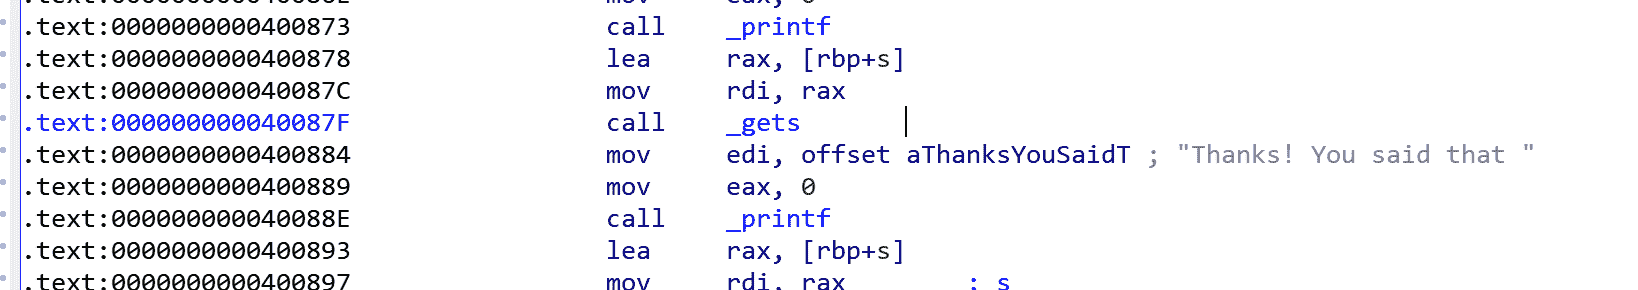 mov eax, 0
.text:0000000000400873 call _printf
.text:0000000000400878 lea rax, [rbp+s]
.text:000000000040087C mov rdi, rax
.text:000000000040087F call _gets
.text:0000000000400884 mov edi, offset aThanksYouSaidT ; "Thanks! You said that "
.text:0000000000400889 mov eax, 0
.text:000000000040088E call _printf
.text:0000000000400893 lea rax, [rbp+s]
.text:0000000000400897 mov rdi, rax ; s